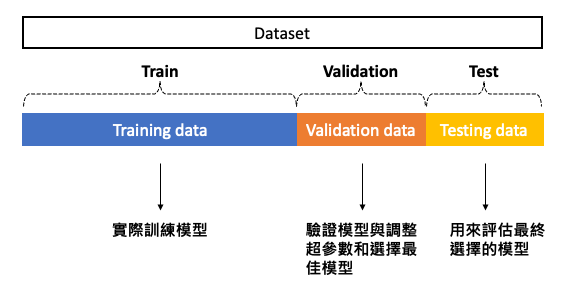 Dataset
Train
Validation
Test
Training data
Validation data
Testing data
實際訓練模型
驗證模型與調整
超參數和選擇最
佳模型
用來評估最終
選擇的模型